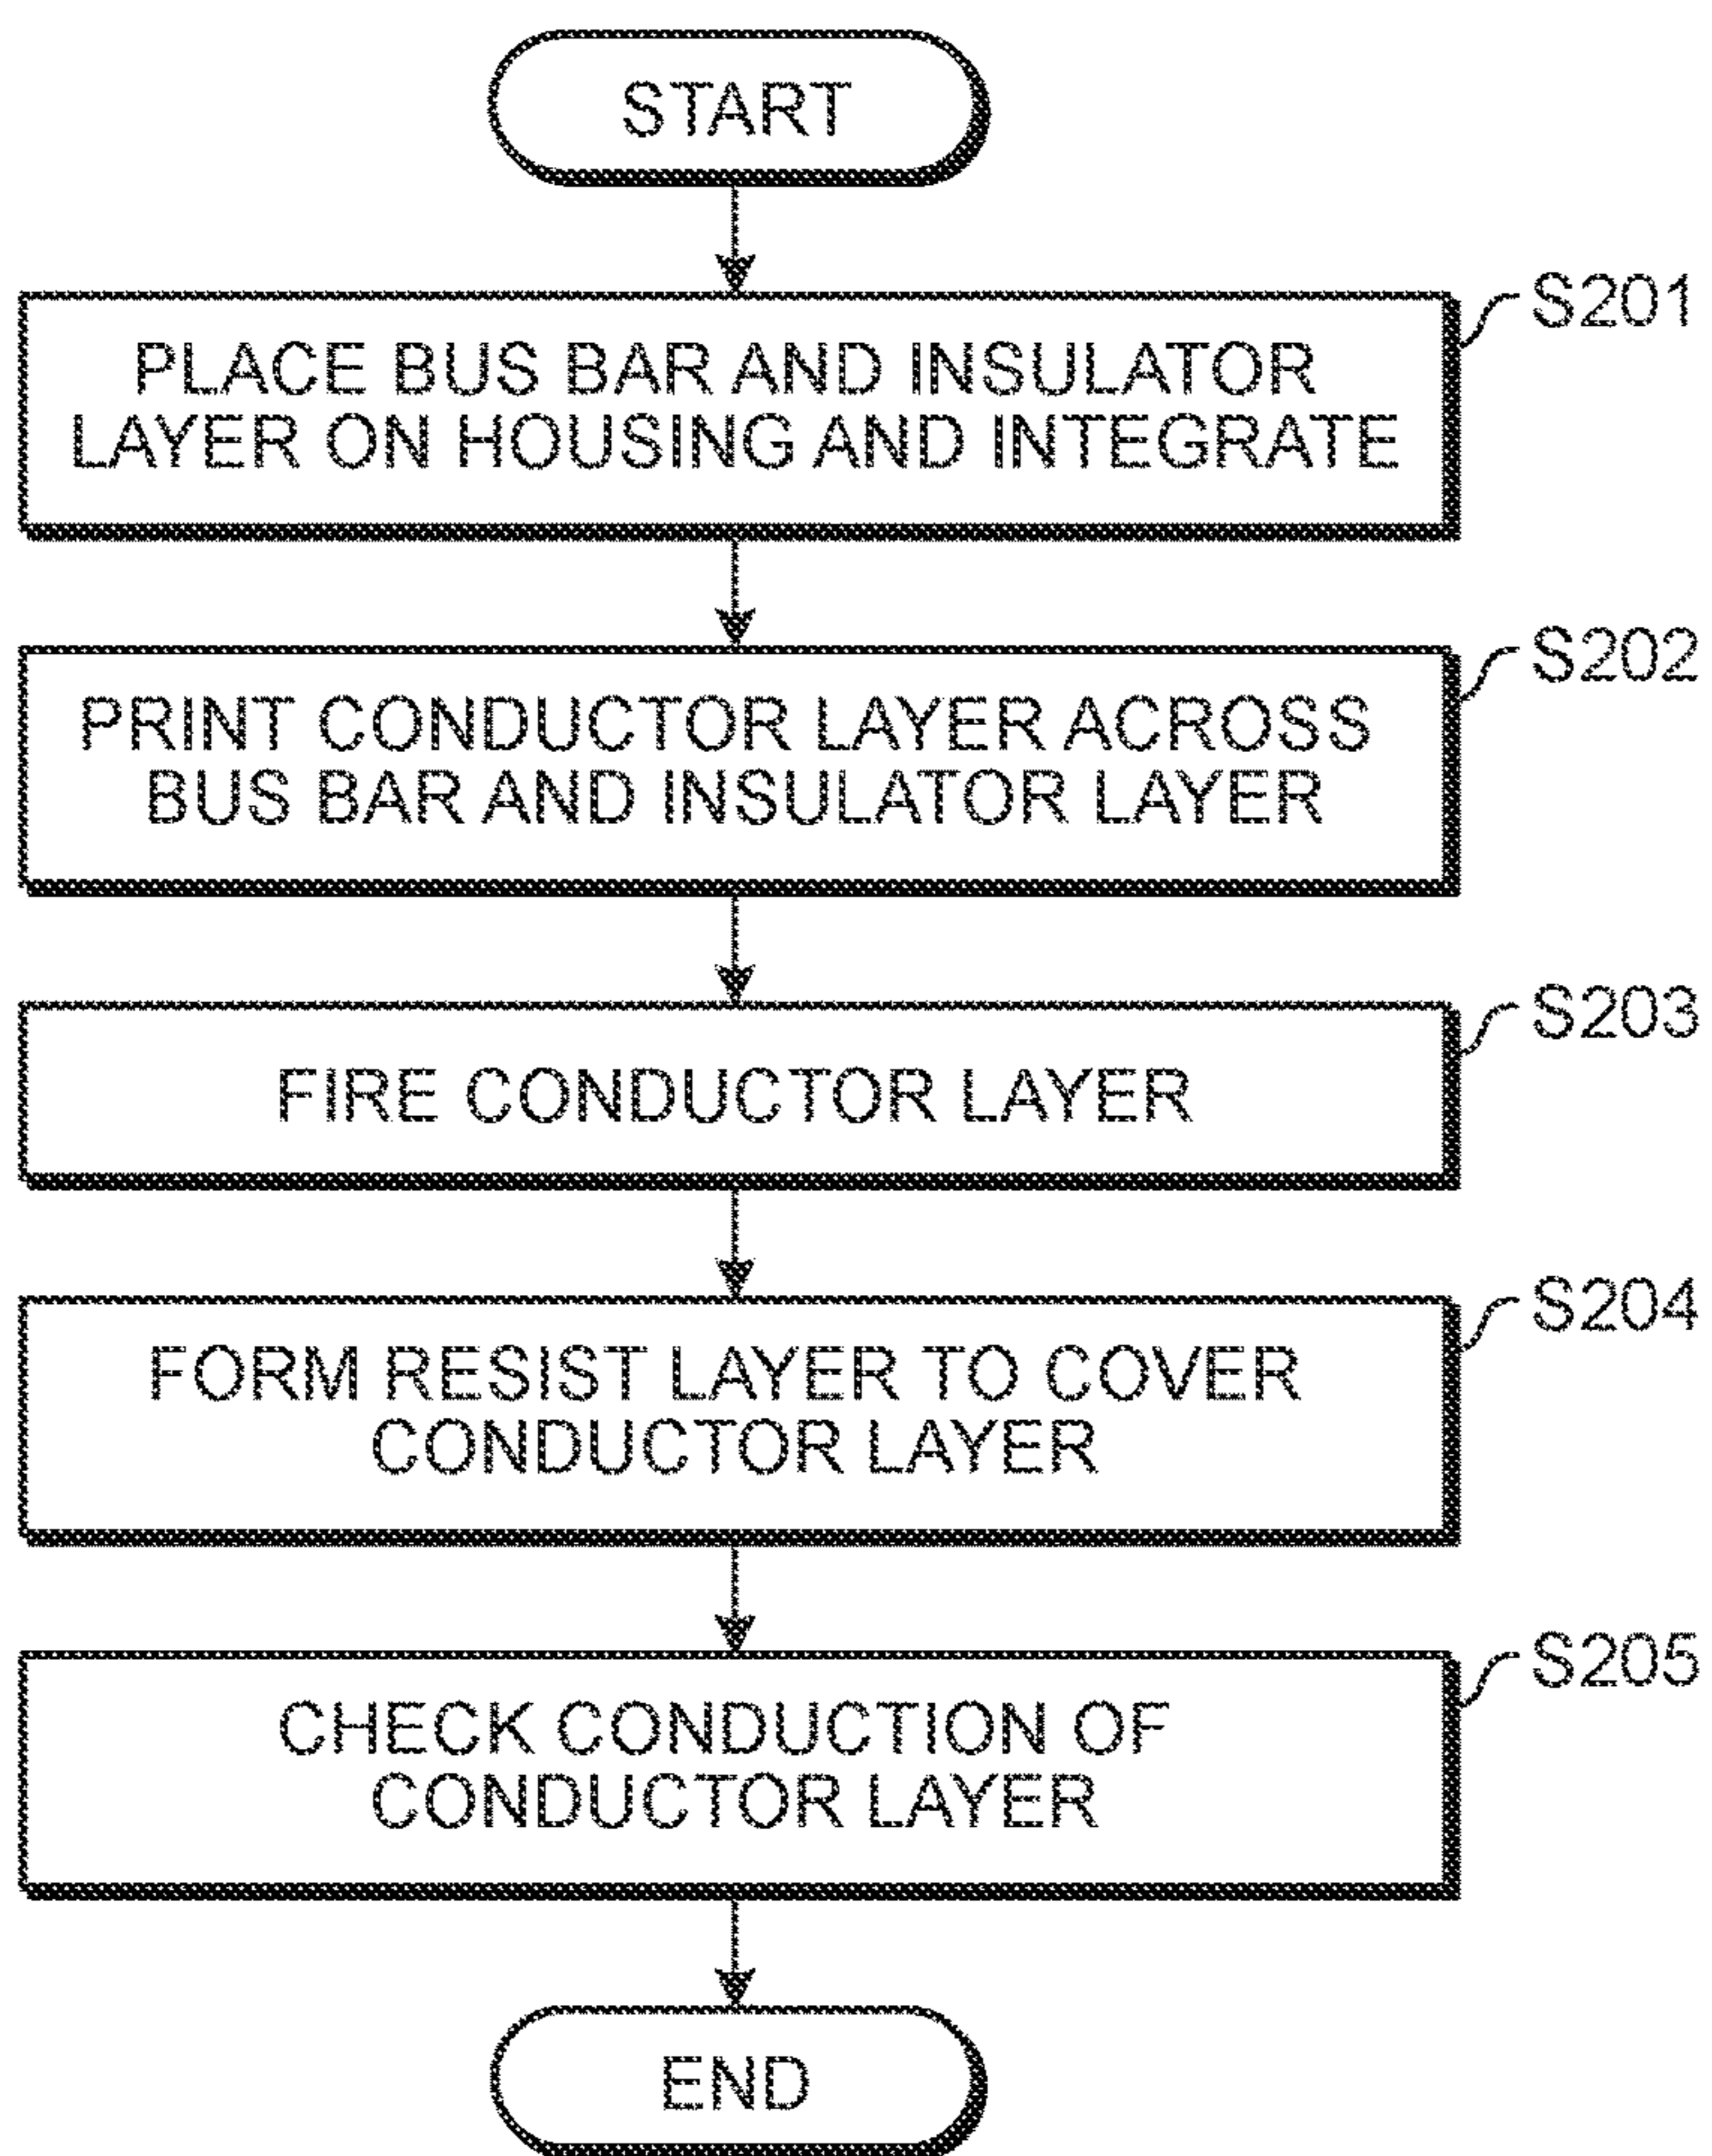 START
S201
PLACE BUS BAR AND INSULATOR
LAYER ON HOUSING AND INTEGRATE
S202
PRINT CONDUCTOR LAYER ACROSS
BUS BAR AND INSULATOR LAYER
S203
FIRE CONDUCTOR LAYER
S204
FORM RESIST LAYER TO COVER
CONDUCTOR LAYER
S205
CHECK CONDUCTION OF
CONDUCTOR LAYER
END